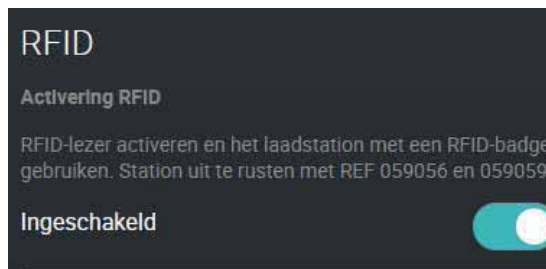 RFID
Activering RFID
RFID-lezer activeren en het laadstation met een RFID-badge
gebruiken. Station uit te rusten met REF 059056 en 059059
Ingeschakeld